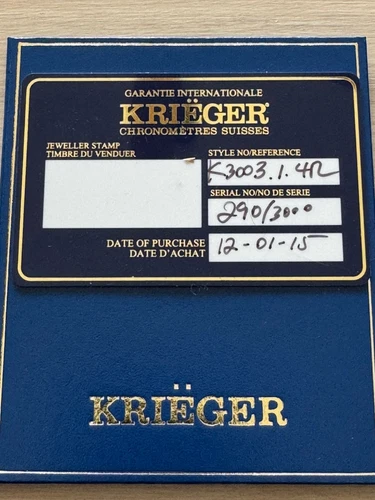 GARANTIE INTERNATIONALE
KRIËGER
CHRONOMÈTRES SUISSES
JEWELLER STAMP
TIMBRE DU VENDUER
STYLE NO/REFERENCE
K3003.1.4R
SERIAL NO/NO DE SERIE
290/3000
DATE OF PURCHASE
DATE D'ACHAT
12-01-15
KRIËGER